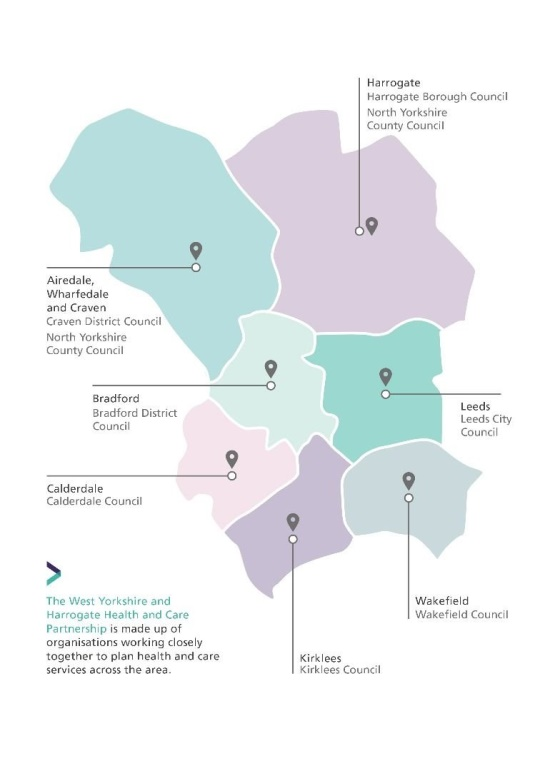 Harrogate
Harrogate Borough Council
North Yorkshire
County Council
Airedale,
Wharfedale
and Craven
Craven District Council
North Yorkshire
County Council
Bradford
Bradford District
Council
Leeds
Leeds City
Council
Calderdale
Calderdale Council
The West Yorkshire and
Harrogate Health and Care
Partnership is made up of
organisations working closely
together to plan health and care
services across the area.
Wakefield
Wakefield Council
Kirklees
Kirklees Council